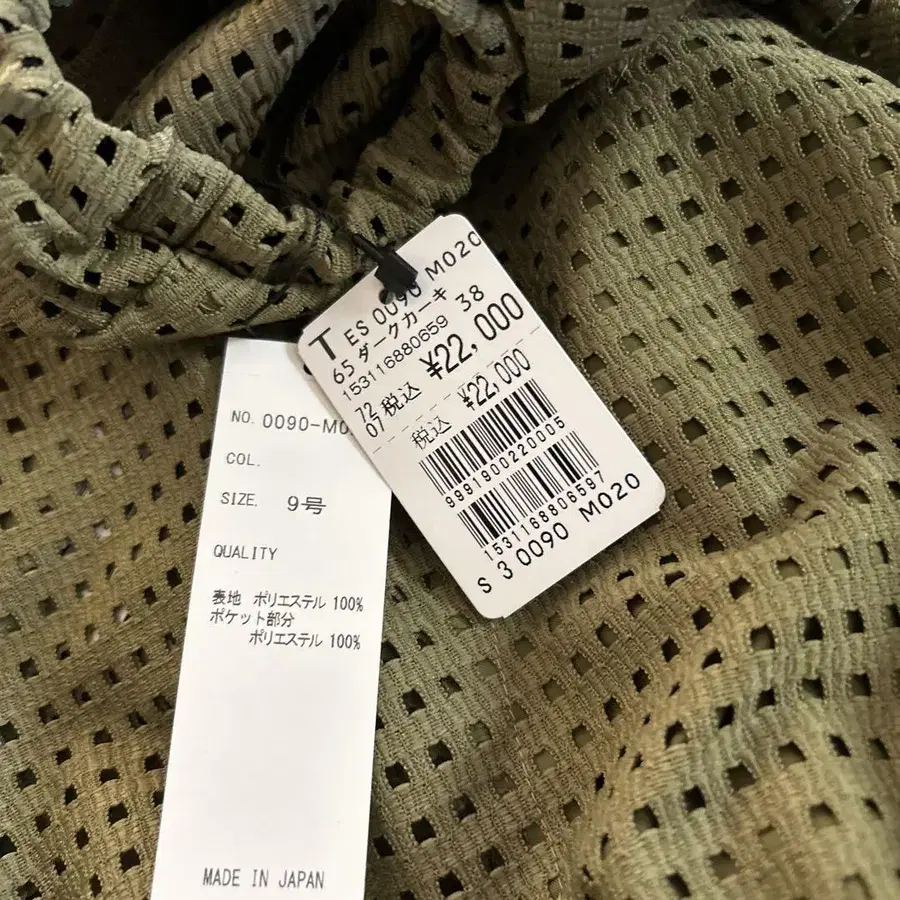 T ES 0090 M020
65 ダークカーキ 38
153116880659
72
07 税込 ¥22,000
税込 ¥22,000
9991900220005
1531168806597
S 3 0090 M020
NO. 0090-M0
COL.
SIZE. 9号
QUALITY
表地 ポリエステル 100%
ポケット部分
ポリエステル 100%
MADE IN JAPAN